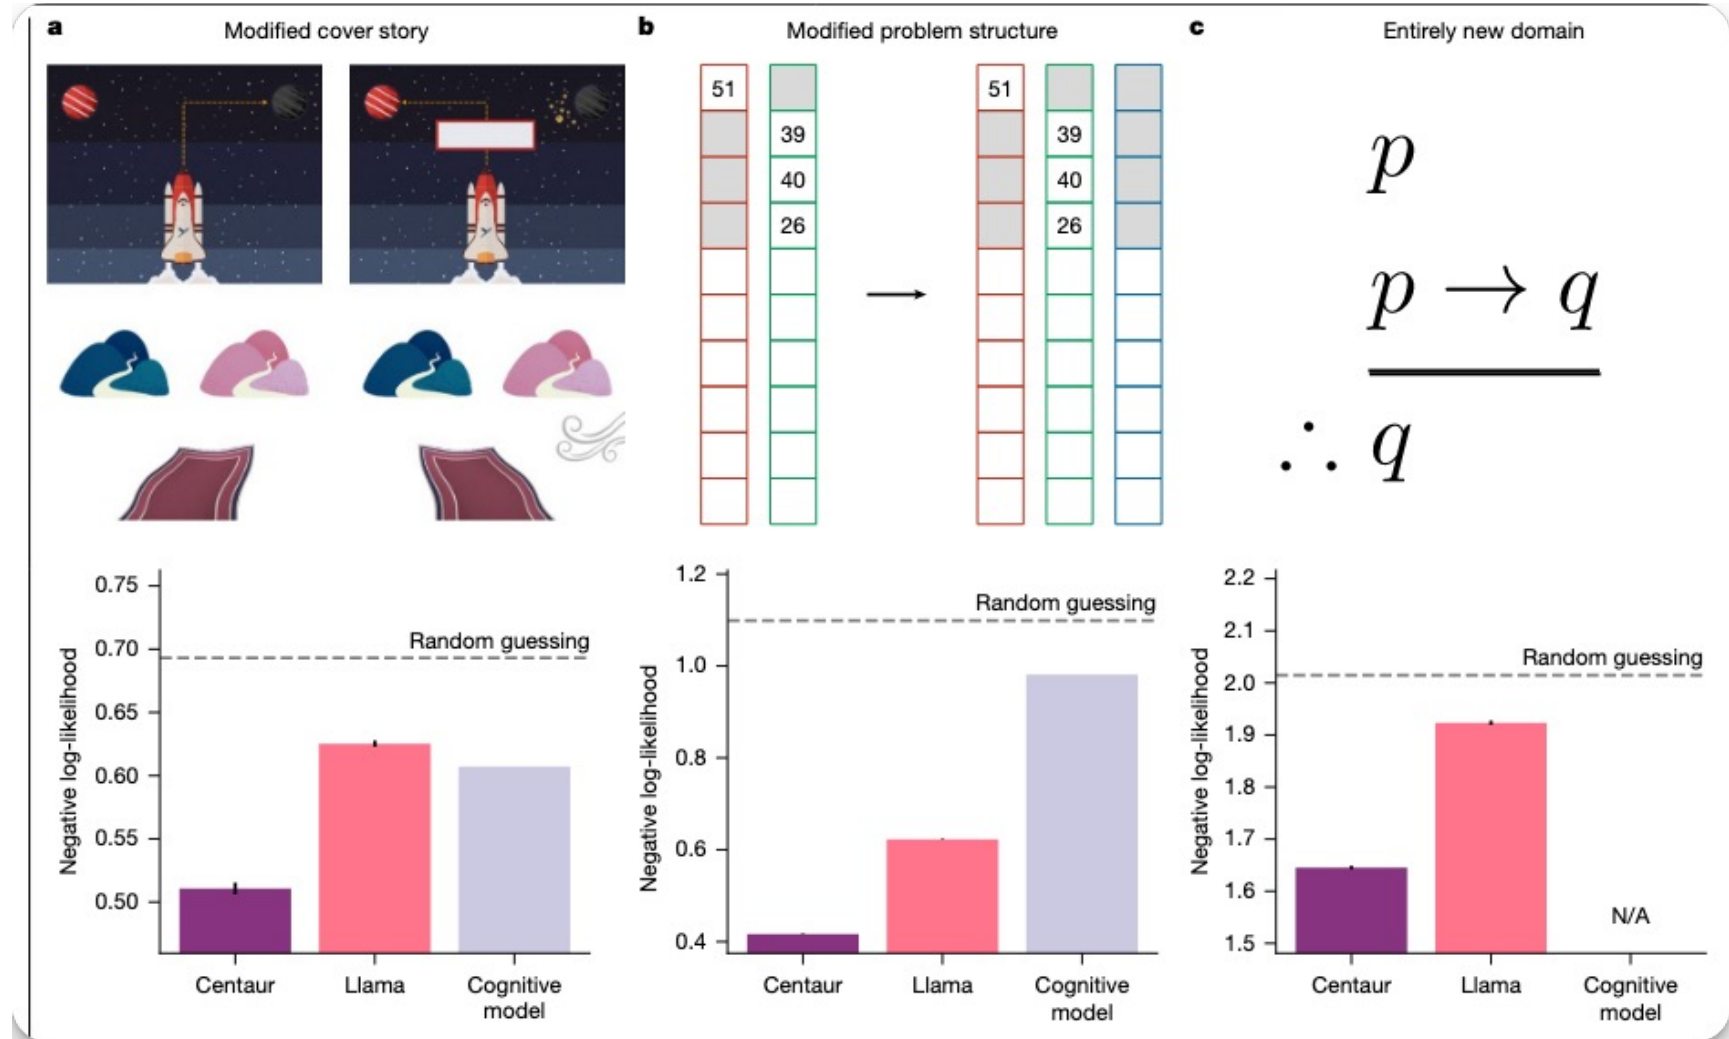 a Modified cover story
b Modified problem structure
c Entirely new domain
51
39
40
26
51
39
40
26
p
p → q
∴ q
0.75
0.70
0.65
0.60
0.55
0.50
Negative log-likelihood
Random guessing
Centaur
Llama
Cognitive
model
1.2
1.0
0.8
0.6
0.4
Negative log-likelihood
Random guessing
Centaur
Llama
Cognitive
model
2.2
2.1
2.0
1.9
1.8
1.7
1.6
1.5
Negative log-likelihood
Random guessing
N/A
Centaur
Llama
Cognitive
model